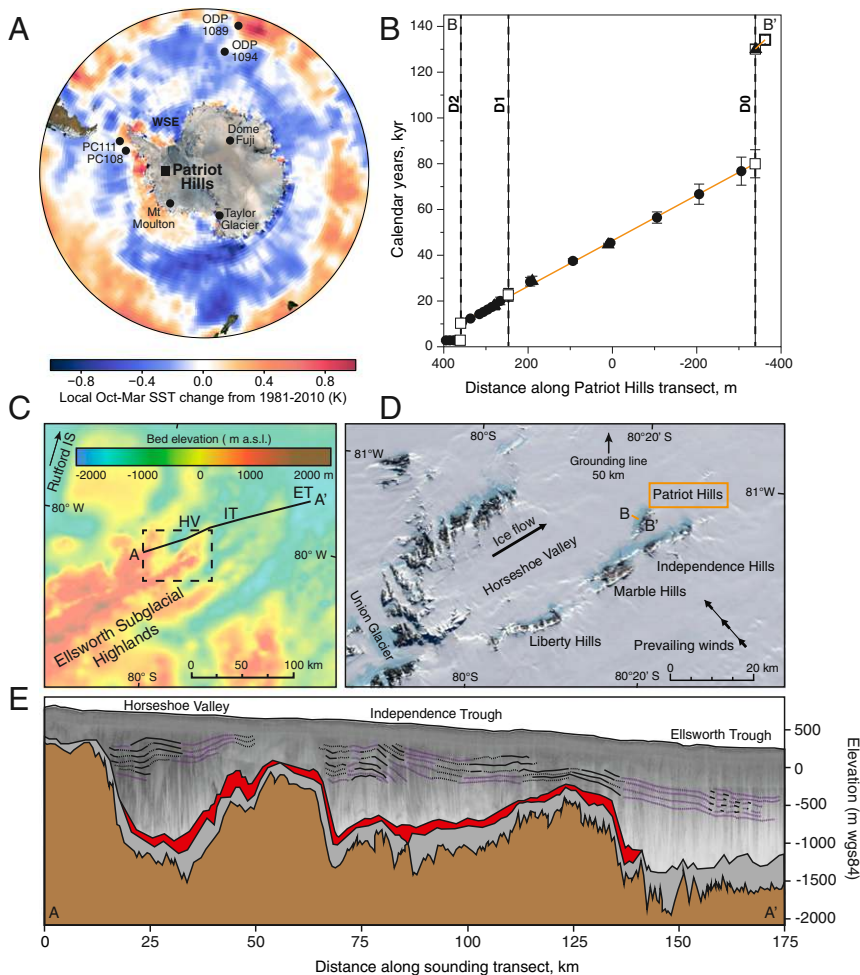 A
ODP
1089
ODP
1094
WSE
Dome
Fuji
PC111
PC108
Patriot
Hills
Mt
Moulton
Taylor
Glacier
−0.8 −0.4 0.0 0.4 0.8
Local Oct-Mar SST change from 1981-2010 (K)
B
B B'
140
120
100
80
60
40
20
0
Calendar years, kyr
D2
D1
D0
400 200 0 -200 -400
Distance along Patriot Hills transect, m
C
Rutford IS
Bed elevation ( m a.s.l.)
-2000 -1000 0 1000 2000 m
80° W
ET
A'
IT
HV
A
80° W
Ellsworth Subglacial
Highlands
0 50 100 km
80° S
D
80°S 80°20' S
81°W
Grounding line
50 km
Patriot Hills
81°W
B
B'
Ice flow
Horseshoe Valley
Independence Hills
Marble Hills
Union Glacier
Liberty Hills
Prevailing winds
0 20 km
80°S 80°20' S
E
Horseshoe Valley
Independence Trough
Ellsworth Trough
500
0
-500
-1000
-1500
-2000
Elevation (m wgs84)
A A'
0 25 50 75 100 125 150 175
Distance along sounding transect, km